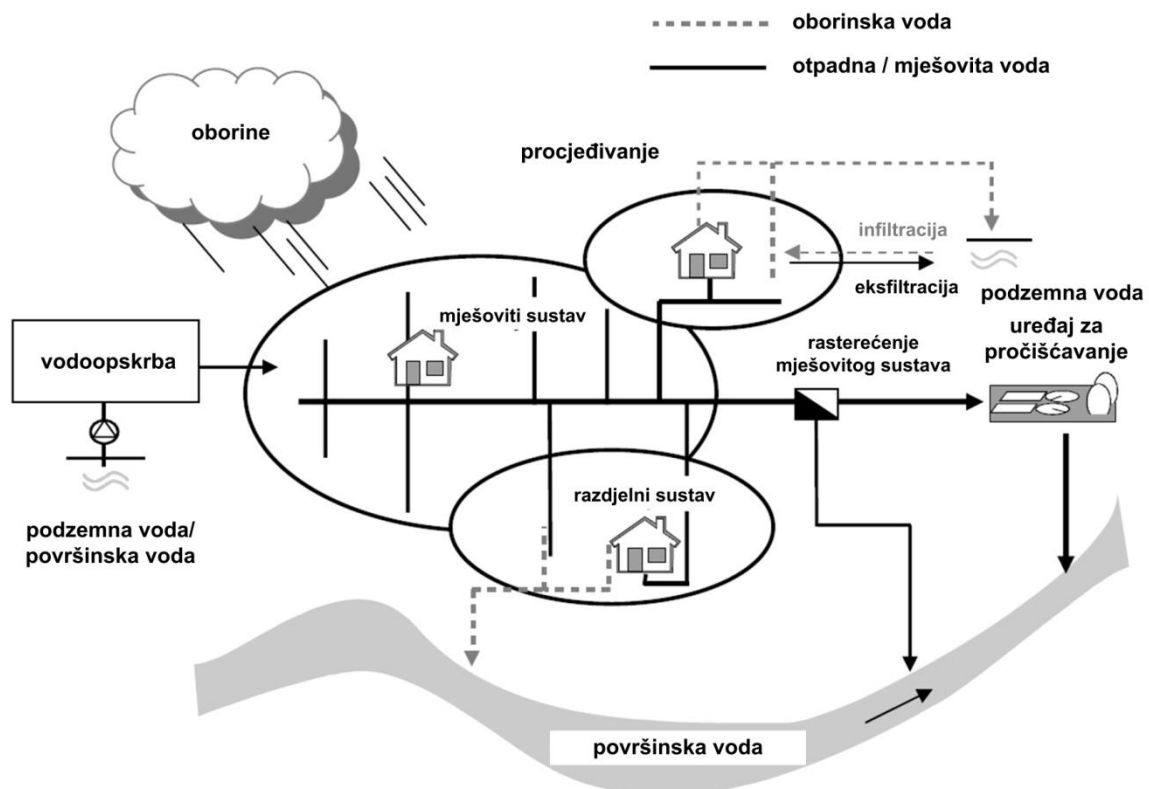 oborinska voda
otpadna / mješovita voda
oborine
procjeđivanje
infiltracija
eksfiltracija
podzemna voda
mješoviti sustav
vodoopskrba
rasterećenje
mješovitog sustava
uređaj za
pročišćavanje
razdjelni sustav
podzemna voda/
površinska voda
površinska voda